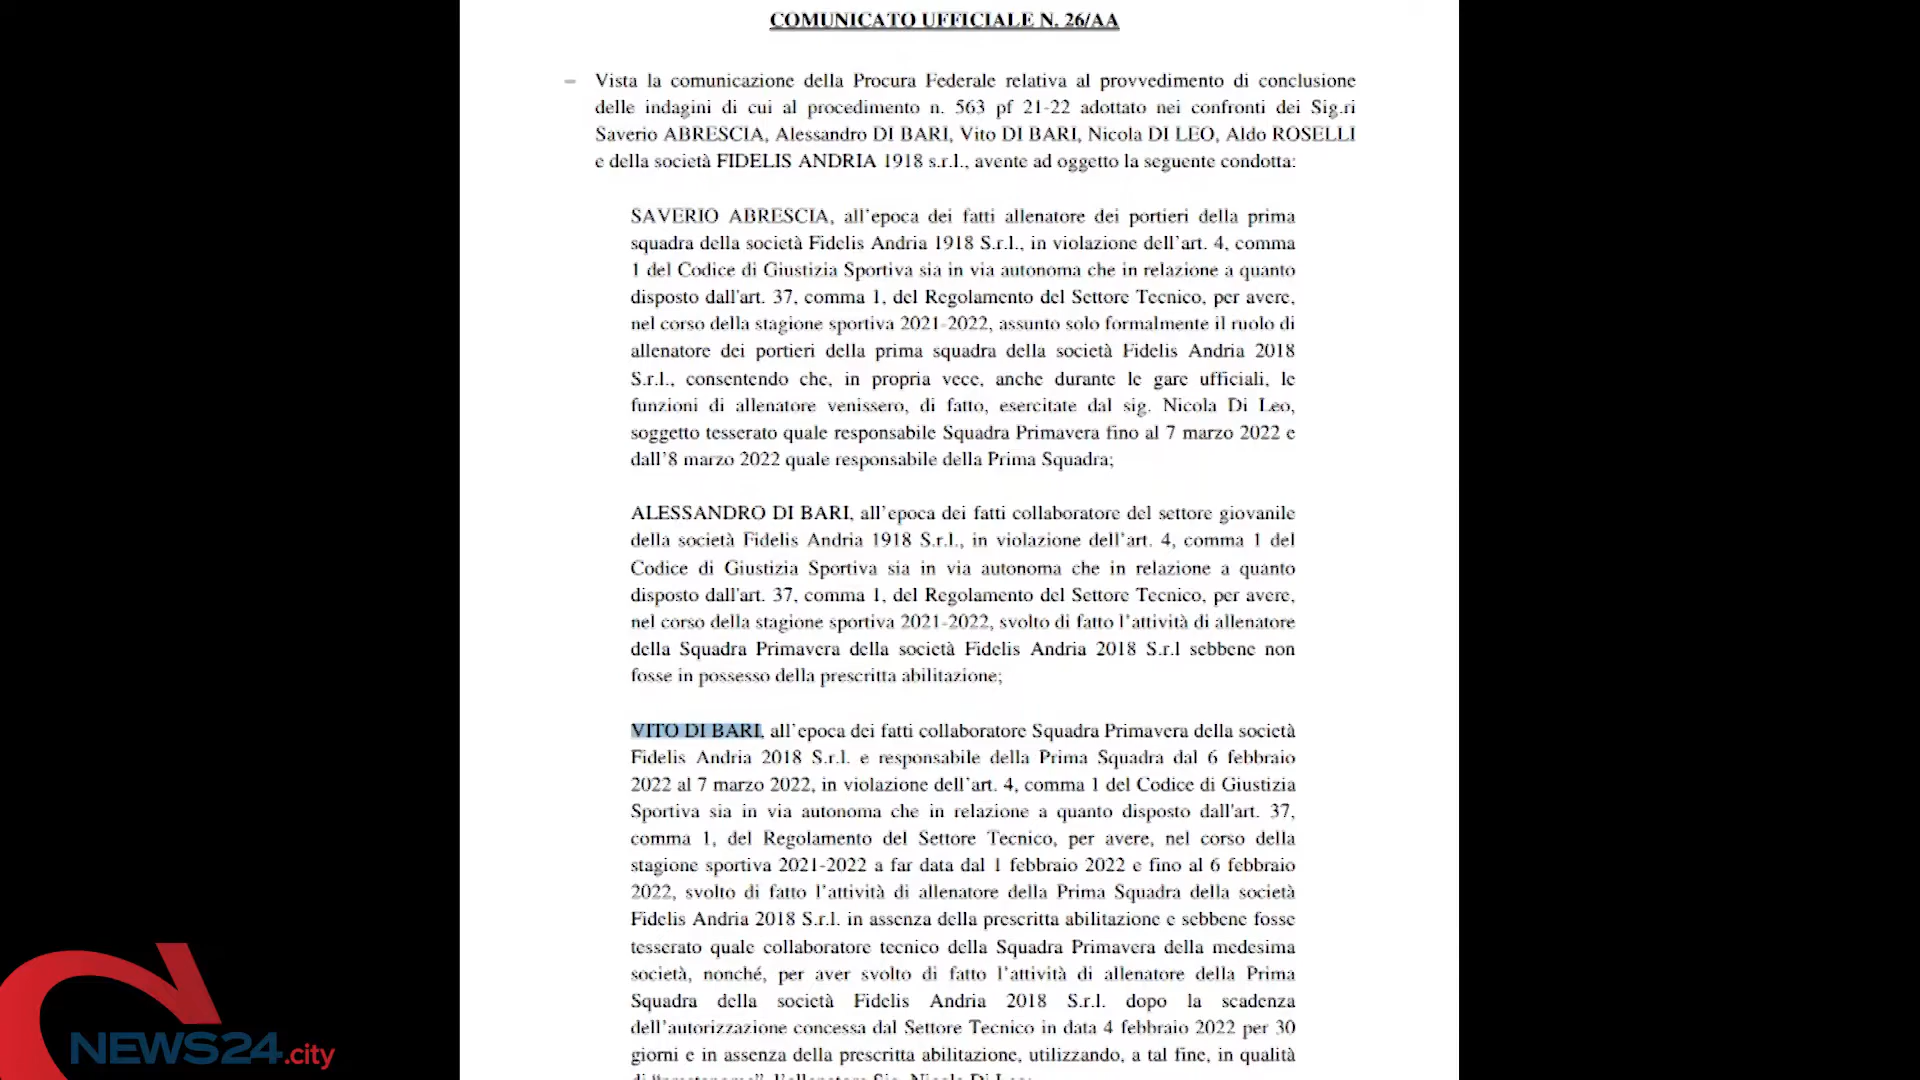 COMUNICATO UFFICIALE N. 26/AA
– Vista la comunicazione della Procura Federale relativa al provvedimento di conclusione
delle indagini di cui al procedimento n. 563 pf 21-22 adottato nei confronti dei Sig.ri
Saverio ABRESCIA, Alessandro DI BARI, Vito DI BARI, Nicola DI LEO, Aldo ROSELLI
e della società FIDELIS ANDRIA 1918 s.r.l., avente ad oggetto la seguente condotta:
SAVERIO ABRESCIA, all'epoca dei fatti allenatore dei portieri della prima
squadra della società Fidelis Andria 1918 S.r.l., in violazione dell'art. 4, comma
1 del Codice di Giustizia Sportiva sia in via autonoma che in relazione a quanto
disposto dall'art. 37, comma 1, del Regolamento del Settore Tecnico, per avere,
nel corso della stagione sportiva 2021-2022, assunto solo formalmente il ruolo di
allenatore dei portieri della prima squadra della società Fidelis Andria 2018
S.r.l., consentendo che, in propria vece, anche durante le gare ufficiali, le
funzioni di allenatore venissero, di fatto, esercitate dal sig. Nicola Di Leo,
soggetto tesserato quale responsabile Squadra Primavera fino al 7 marzo 2022 e
dall'8 marzo 2022 quale responsabile della Prima Squadra;
ALESSANDRO DI BARI, all'epoca dei fatti collaboratore del settore giovanile
della società Fidelis Andria 1918 S.r.l., in violazione dell'art. 4, comma 1 del
Codice di Giustizia Sportiva sia in via autonoma che in relazione a quanto
disposto dall'art. 37, comma 1, del Regolamento del Settore Tecnico, per avere,
nel corso della stagione sportiva 2021-2022, svolto di fatto l'attività di allenatore
della Squadra Primavera della società Fidelis Andria 2018 S.r.l sebbene non
fosse in possesso della prescritta abilitazione;
VITO DI BARI, all'epoca dei fatti collaboratore Squadra Primavera della società
Fidelis Andria 2018 S.r.l. e responsabile della Prima Squadra dal 6 febbraio
2022 al 7 marzo 2022, in violazione dell'art. 4, comma 1 del Codice di Giustizia
Sportiva sia in via autonoma che in relazione a quanto disposto dall'art. 37,
comma 1, del Regolamento del Settore Tecnico, per avere, nel corso della
stagione sportiva 2021-2022 a far data dal 1 febbraio 2022 e fino al 6 febbraio
2022, svolto di fatto l'attività di allenatore della Prima Squadra della società
Fidelis Andria 2018 S.r.l. in assenza della prescritta abilitazione e sebbene fosse
tesserato quale collaboratore tecnico della Squadra Primavera della medesima
società, nonché, per aver svolto di fatto l'attività di allenatore della Prima
Squadra della società Fidelis Andria 2018 S.r.l. dopo la scadenza
dell'autorizzazione concessa dal Settore Tecnico in data 4 febbraio 2022 per 30
giorni e in assenza della prescritta abilitazione, utilizzando, a tal fine, in qualità
di "prestanome", l'allenatore Sig. Nicola Di Leo;
NEWS24.city